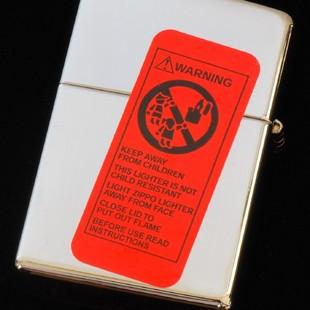 WARNING
KEEP AWAY
FROM CHILDREN
THIS LIGHTER IS NOT
CHILD RESISTANT
LIGHT ZIPPO LIGHTER
AWAY FROM FACE
CLOSE LID TO
PUT OUT FLAME
BEFORE USE READ
INSTRUCTIONS